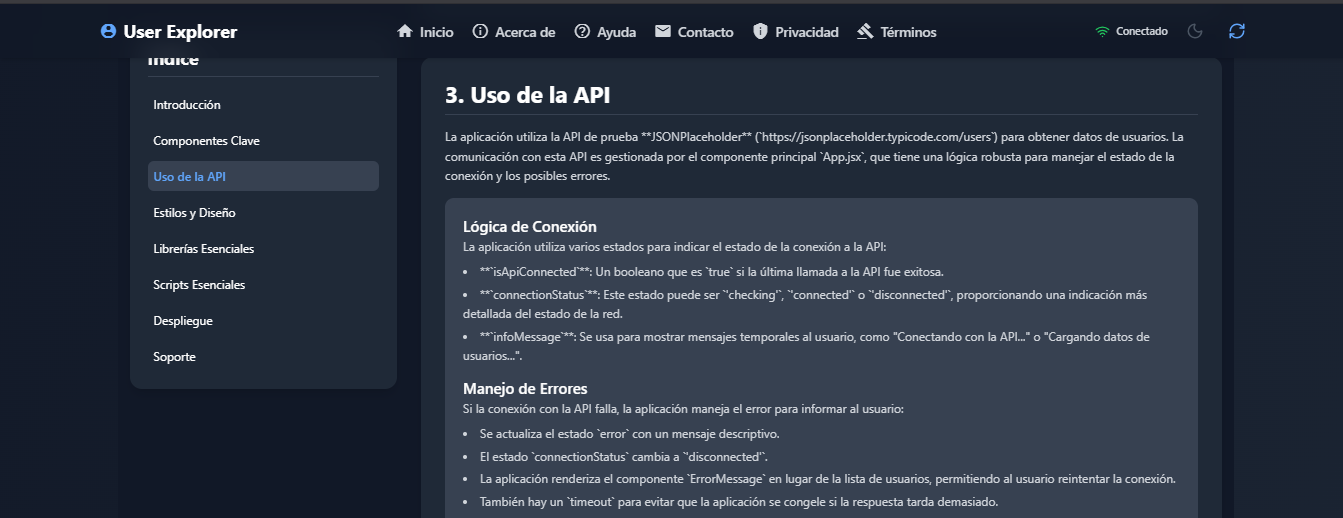 User Explorer
Inicio
Acerca de
Ayuda
Contacto
Privacidad
Términos
Conectado
Índice
Introducción
Componentes Clave
Uso de la API
Estilos y Diseño
Librerías Esenciales
Scripts Esenciales
Despliegue
Soporte
3. Uso de la API
La aplicación utiliza la API de prueba **JSONPlaceholder** (`https://jsonplaceholder.typicode.com/users`) para obtener datos de usuarios. La
comunicación con esta API es gestionada por el componente principal `App.jsx`, que tiene una lógica robusta para manejar el estado de la
conexión y los posibles errores.
Lógica de Conexión
La aplicación utiliza varios estados para indicar el estado de la conexión a la API:
• **`isApiConnected`**: Un booleano que es `true` si la última llamada a la API fue exitosa.
• **`connectionStatus`**: Este estado puede ser `'checking'`, `'connected'` o `'disconnected'`, proporcionando una indicación más
detallada del estado de la red.
• **`infoMessage`**: Se usa para mostrar mensajes temporales al usuario, como "Conectando con la API..." o "Cargando datos de
usuarios...".
Manejo de Errores
Si la conexión con la API falla, la aplicación maneja el error para informar al usuario:
• Se actualiza el estado `error` con un mensaje descriptivo.
• El estado `connectionStatus` cambia a `'disconnected'`.
• La aplicación renderiza el componente `ErrorMessage` en lugar de la lista de usuarios, permitiendo al usuario reintentar la conexión.
• También hay un `timeout` para evitar que la aplicación se congele si la respuesta tarda demasiado.